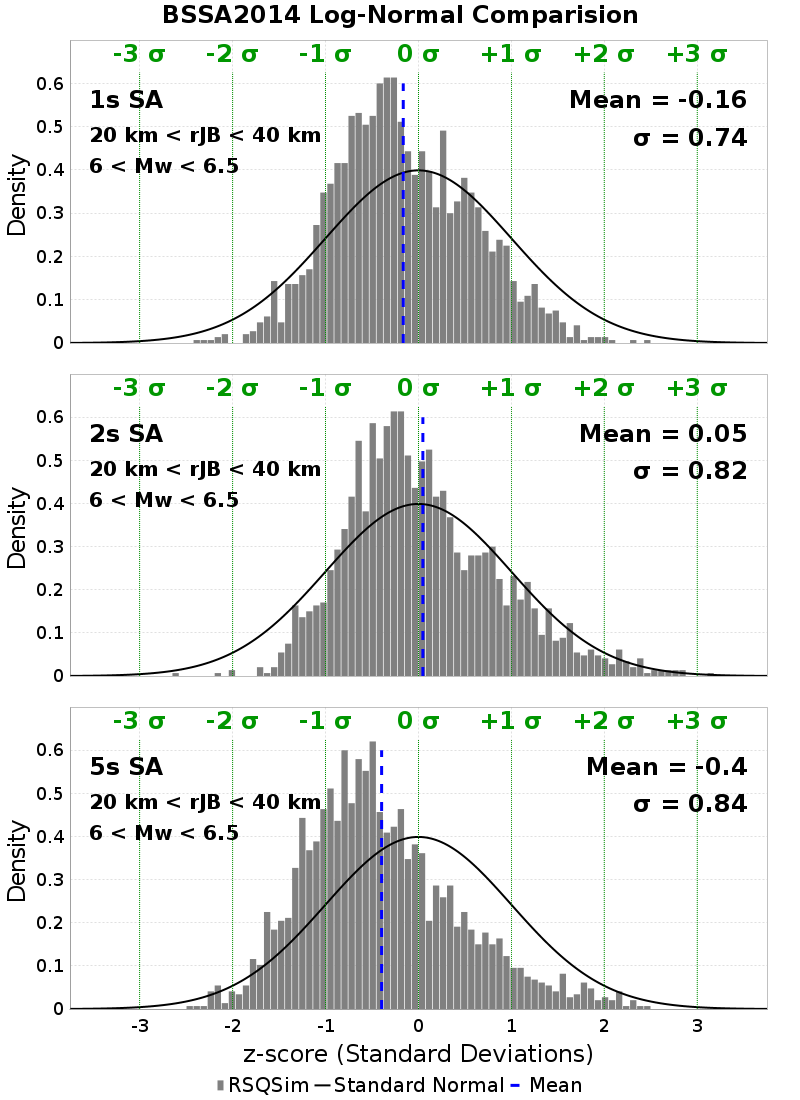 BSSA2014 Log-Normal Comparision
-3 σ -2 σ -1 σ 0 σ +1 σ +2 σ +3 σ
1s SA
20 km < rJB < 40 km
6 < Mw < 6.5
Mean = -0.16
σ = 0.74
Density
0.6
0.5
0.4
0.3
0.2
0.1
0
-3 σ -2 σ -1 σ 0 σ +1 σ +2 σ +3 σ
2s SA
20 km < rJB < 40 km
6 < Mw < 6.5
Mean = 0.05
σ = 0.82
Density
0.6
0.5
0.4
0.3
0.2
0.1
0
-3 σ -2 σ -1 σ 0 σ +1 σ +2 σ +3 σ
5s SA
20 km < rJB < 40 km
6 < Mw < 6.5
Mean = -0.4
σ = 0.84
Density
0.6
0.5
0.4
0.3
0.2
0.1
0
-3 -2 -1 0 1 2 3
z-score (Standard Deviations)
RSQSim Standard Normal Mean